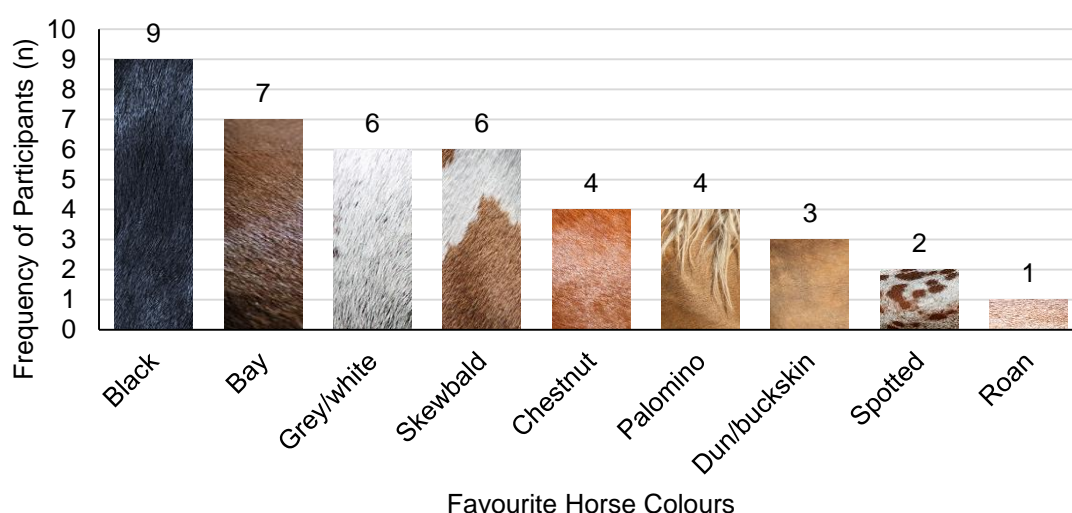 Frequency of Participants (n)
10
9
8
7
6
5
4
3
2
1
0
9
7
6
6
4
4
3
2
1
Black
Bay
Grey/white
Skewbald
Chestnut
Palomino
Dun/buckskin
Spotted
Roan
Favourite Horse Colours